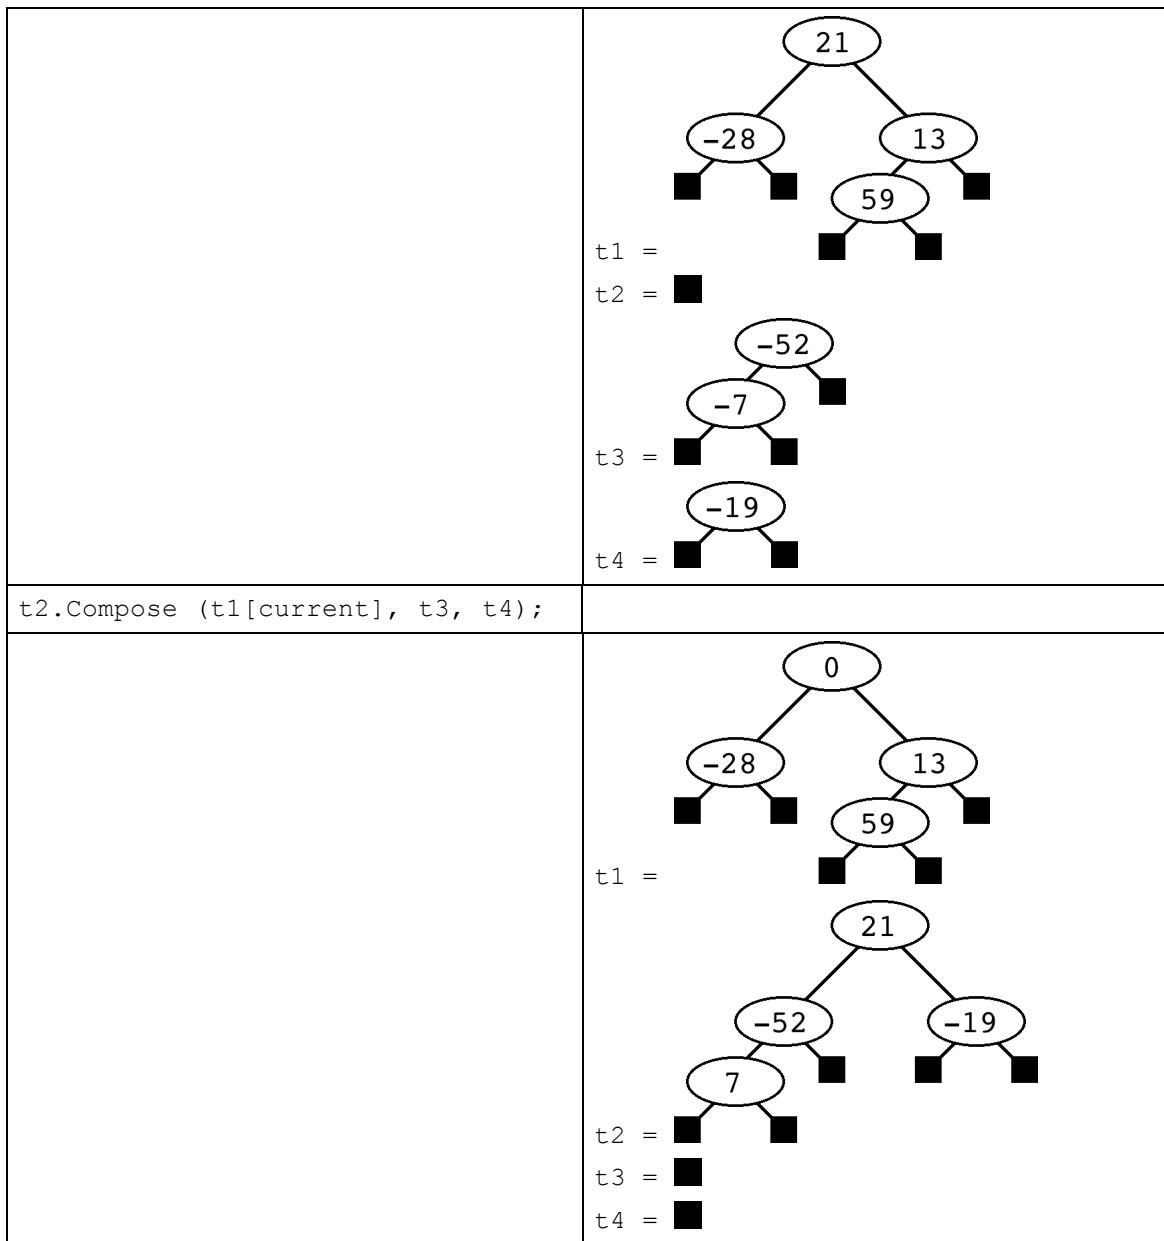 21
-28 13
59
t1 =
t2 =
-52
-7
t3 =
-19
t4 =
t2.Compose (t1[current], t3, t4);
0
-28 13
59
t1 =
21
-52 -19
7
t2 =
t3 =
t4 =